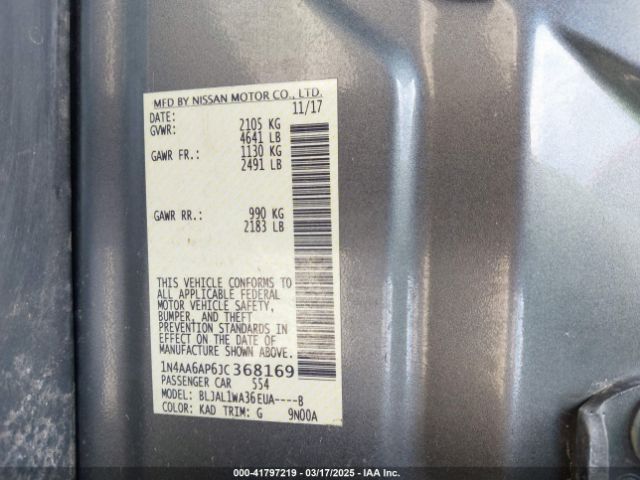 MFD BY NISSAN MOTOR CO., LTD.
DATE: 11/17
GVWR: 2105 KG
4641 LB
GAWR FR.: 1130 KG
2491 LB
GAWR RR.: 990 KG
2183 LB
THIS VEHICLE CONFORMS TO
ALL APPLICABLE FEDERAL
MOTOR VEHICLE SAFETY,
BUMPER, AND THEFT
PREVENTION STANDARDS IN
EFFECT ON THE DATE OF
MANUFACTURE SHOWN ABOVE.
1N4AA6AP6JC368169
PASSENGER CAR 554
MODEL: BLJAL1WA36EUA----B
COLOR: KAD TRIM: G 9N00A
000-41797219 — 03/17/2025 — IAA Inc.